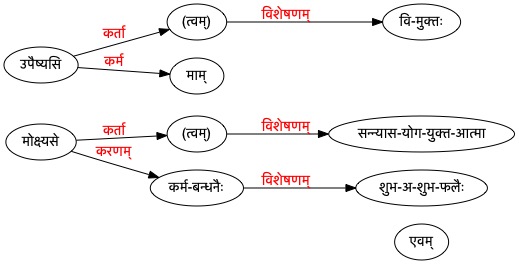 कर्ता
(त्वम्)
विशेषणम्
वि-मुक्तः
उपैष्यसि
कर्म
माम्
कर्ता
(त्वम्)
विशेषणम्
सन्न्यास-योग-युक्त-आत्मा
मोक्ष्यसे
करणम्
कर्म-बन्धनैः
विशेषणम्
शुभ-अ-शुभ-फलैः
एवम्